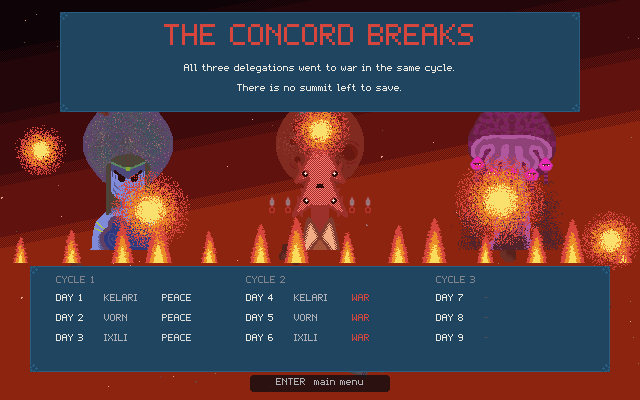 THE CONCORD BREAKS
All three delegations went to war in the same cycle.
There is no summit left to save.
CYCLE 1 CYCLE 2 CYCLE 3
DAY 1 KELARI PEACE DAY 4 KELARI WAR DAY 7 -
DAY 2 VORN PEACE DAY 5 VORN WAR DAY 8 -
DAY 3 IXILI PEACE DAY 6 IXILI WAR DAY 9 -
ENTER main menu